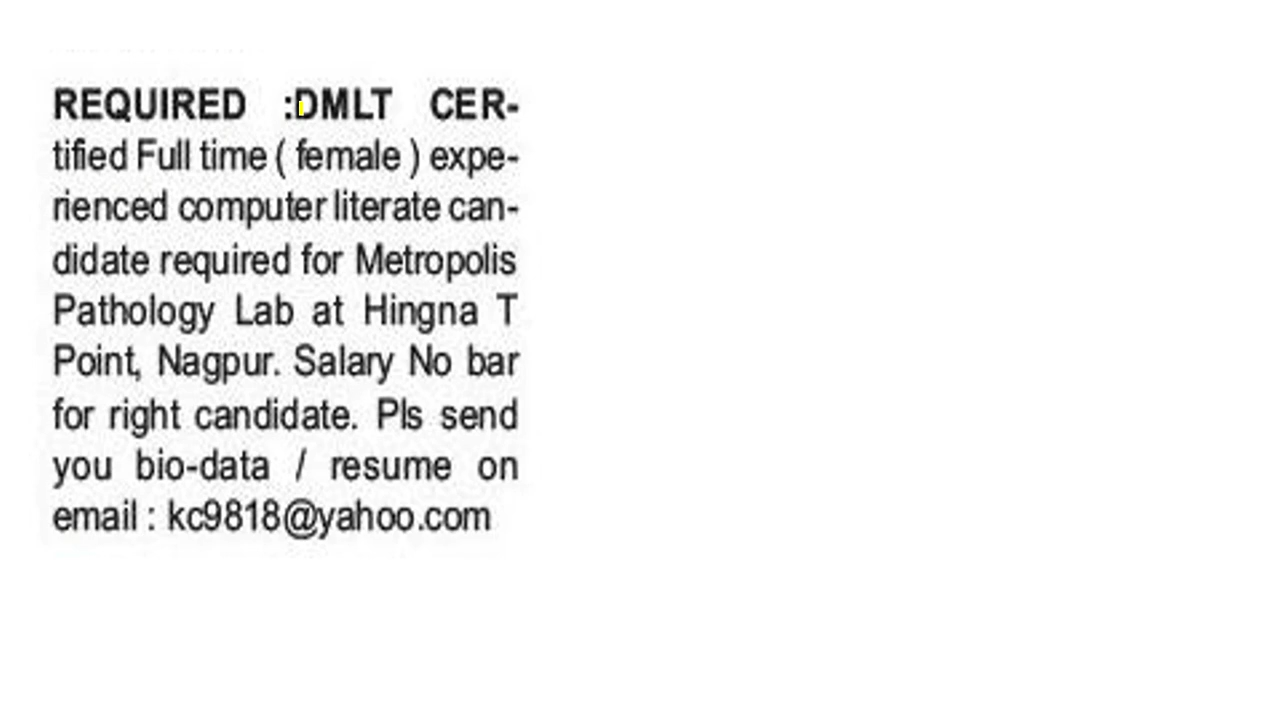 REQUIRED :DMLT CER-
tified Full time ( female ) expe-
rienced computer literate can-
didate required for Metropolis
Pathology Lab at Hingna T
Point, Nagpur. Salary No bar
for right candidate. Pls send
you bio-data / resume on
email : kc9818@yahoo.com